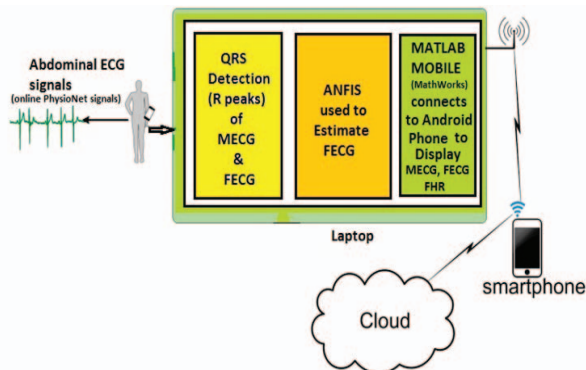 Abdominal ECG
signals
(online PhysioNet signals)
QRS
Detection
(R peaks)
of
MECG
&
FECG
ANFIS
used to
Estimate
FECG
MATLAB
MOBILE
(MathWorks)
connects
to Android
Phone to
Display
MECG, FECG
FHR
Laptop
smartphone
Cloud